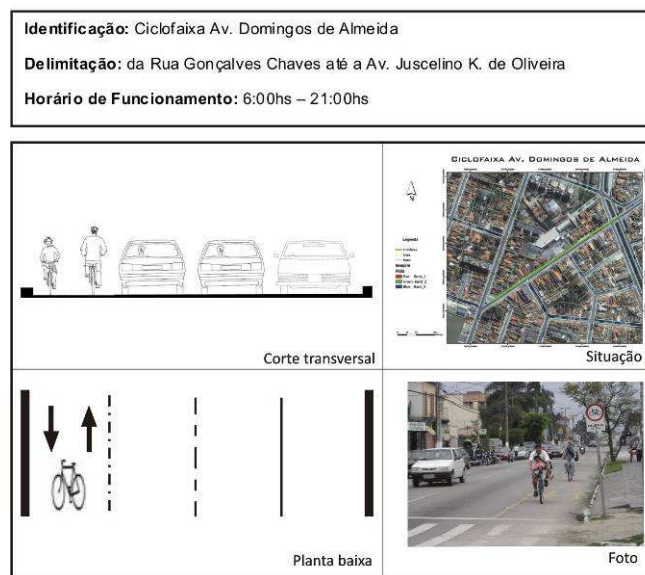 Identificação: Ciclofaixa Av. Domingos de Almeida
Delimitação: da Rua Gonçalves Chaves até a Av. Juscelino K. de Oliveira
Horário de Funcionamento: 6:00hs – 21:00hs
Corte transversal
CICLOFAIXA AV. DOMINGOS DE ALMEIDA
Legenda
Situação
Planta baixa
Foto